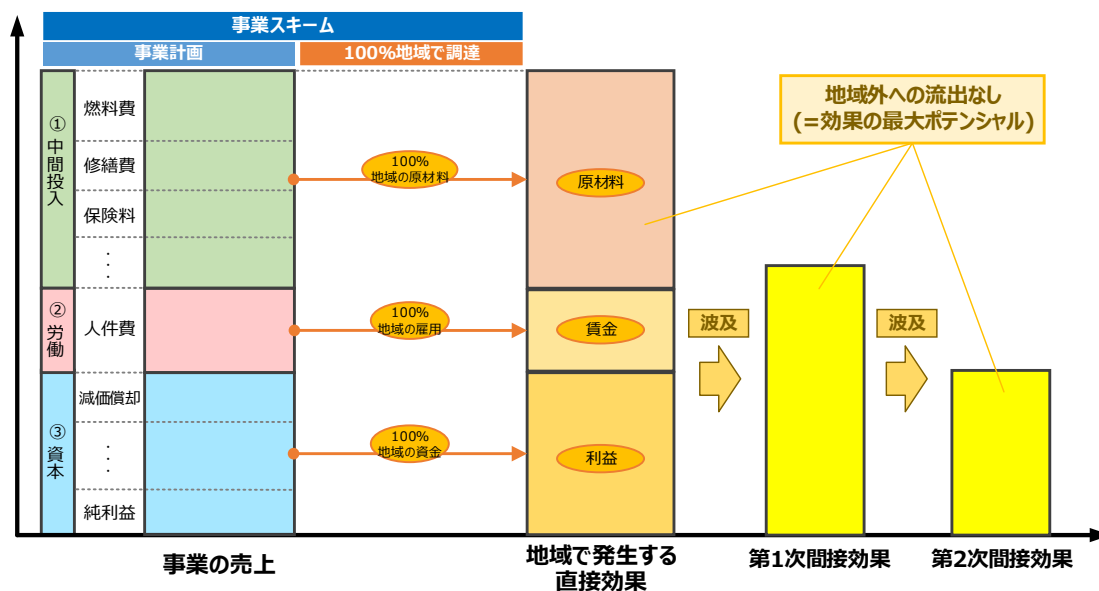 事業スキーム
事業計画
100%地域で調達
地域外への流出なし
(=効果の最大ポテンシャル)
①中間投入
燃料費
修繕費
保険料
・・・
100%
地域の原材料
原材料
②労働
人件費
100%
地域の雇用
賃金
波及
波及
③資本
減価償却
・・・
純利益
100%
地域の資金
利益
事業の売上
地域で発生する
直接効果
第1次間接効果
第2次間接効果